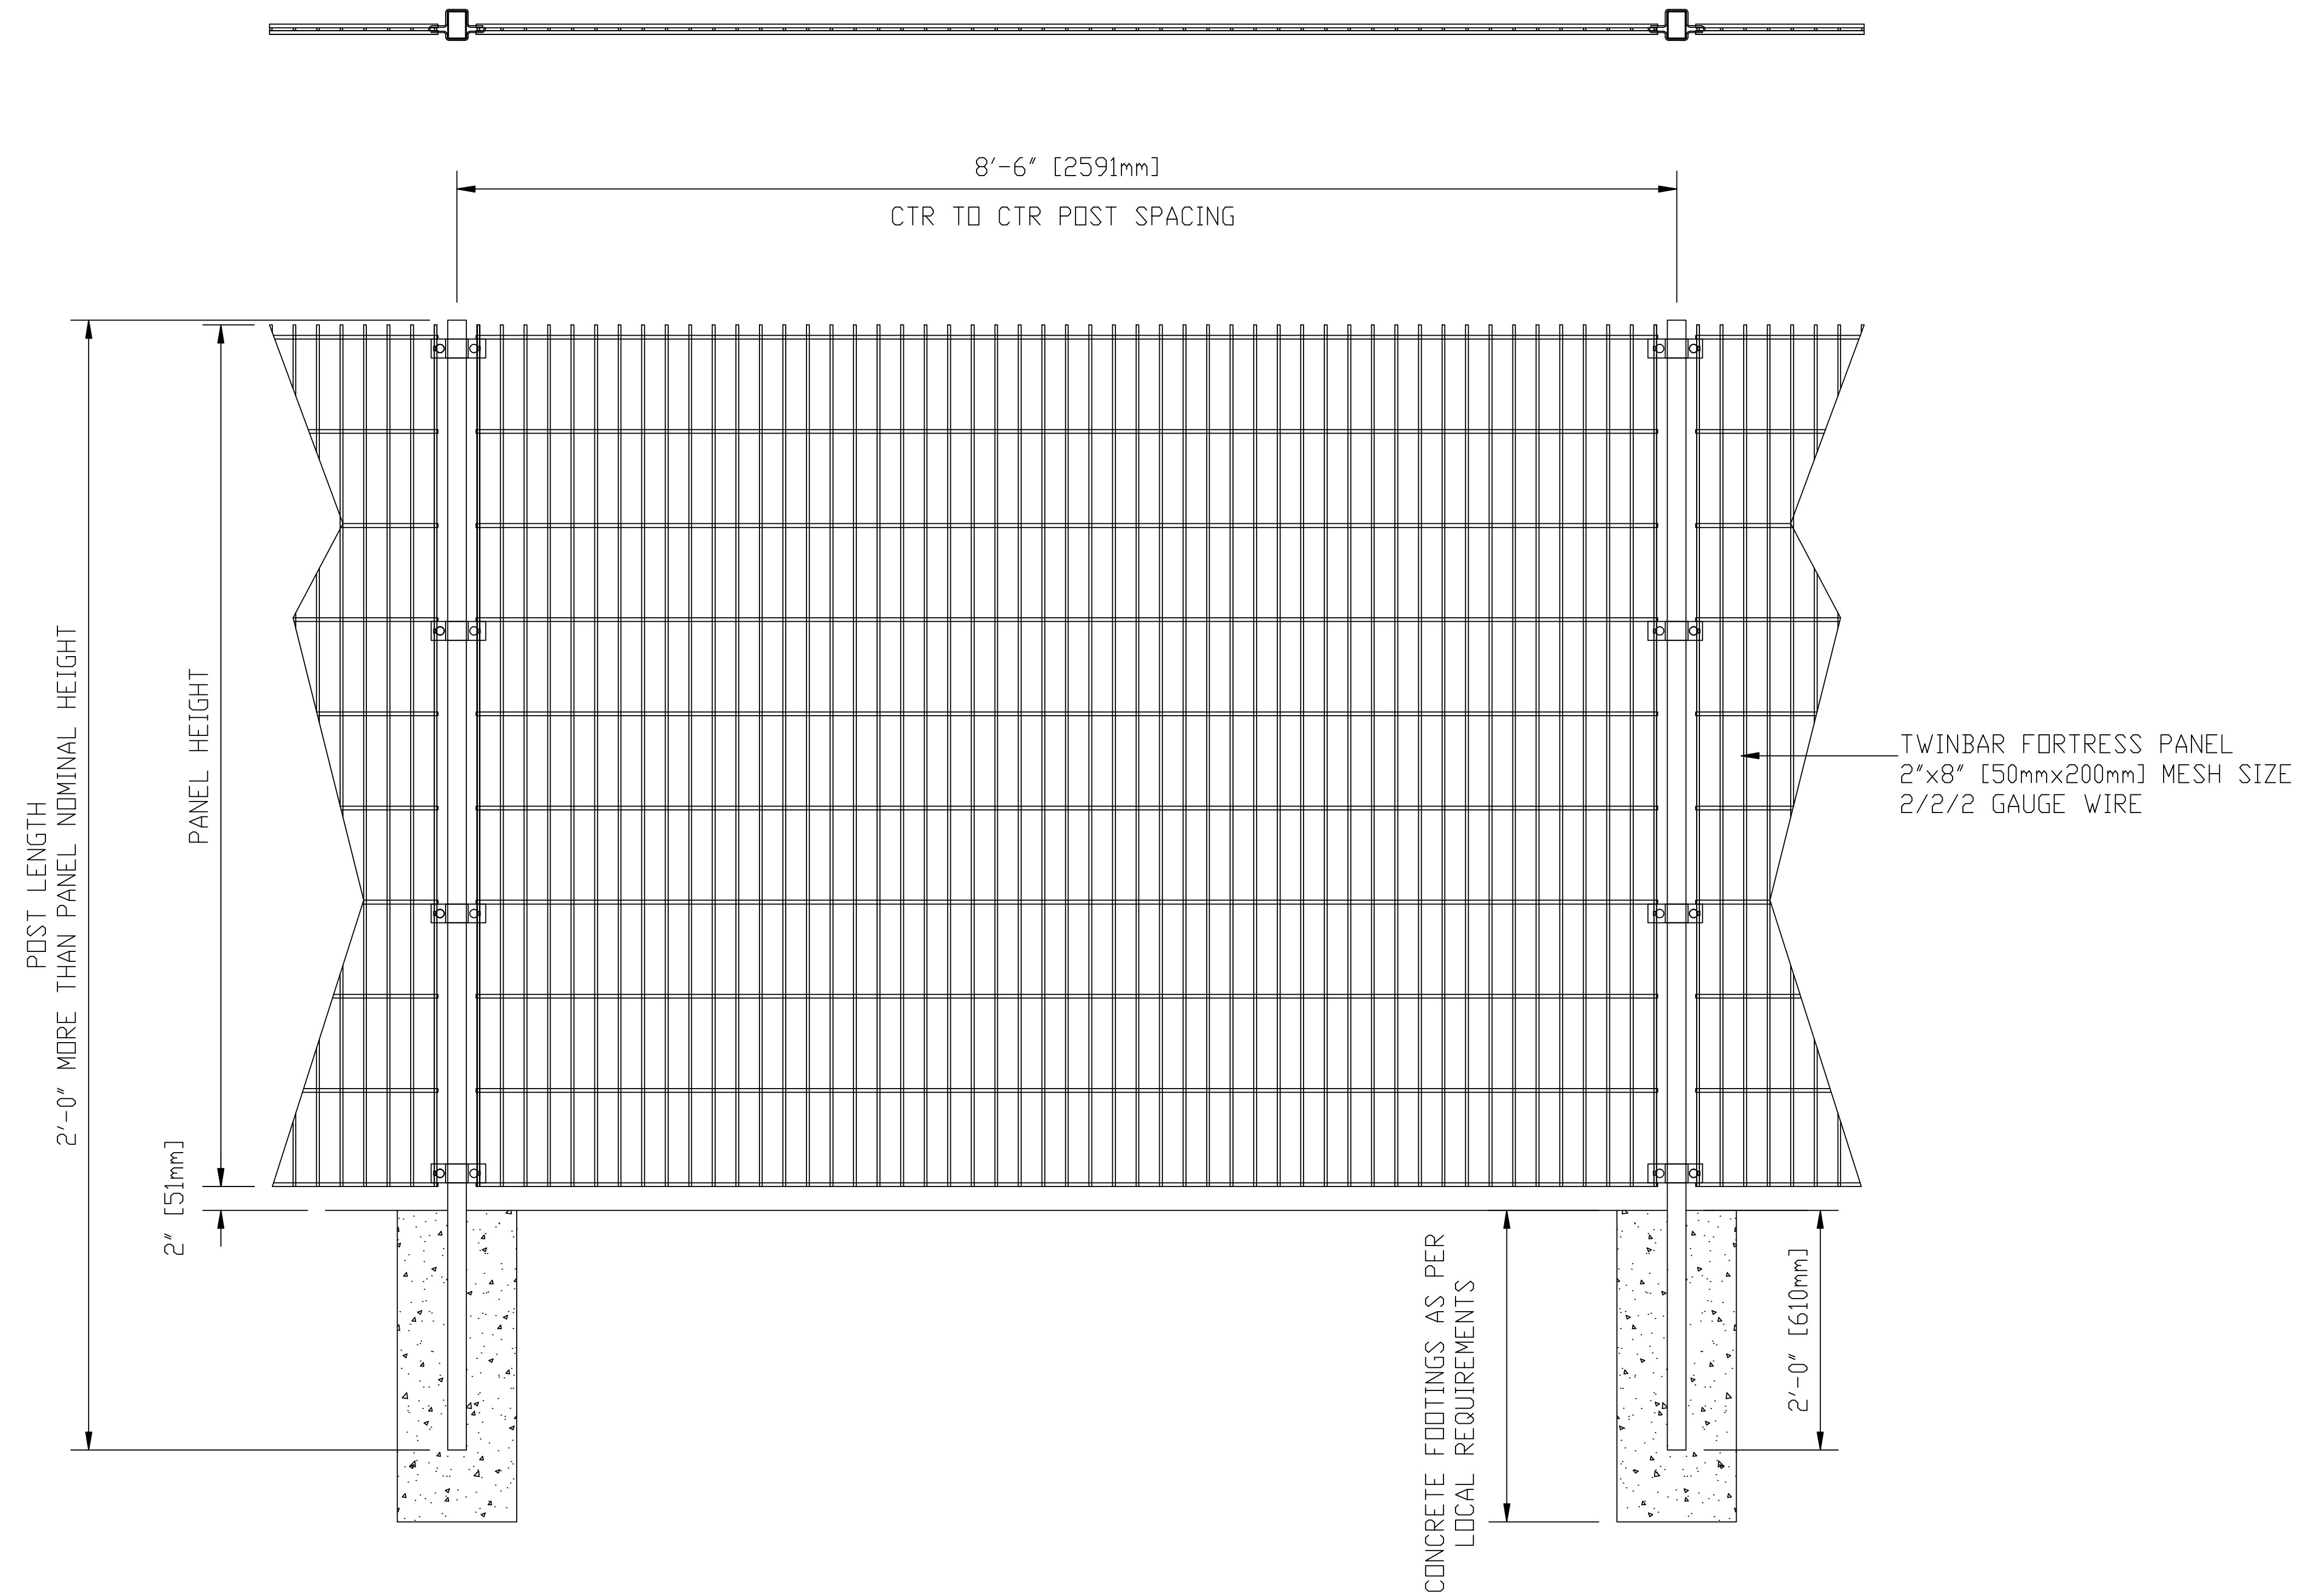 8'-6" [2591mm]
CTR TO CTR POST SPACING
POST LENGTH
2'-0" MORE THAN PANEL NOMINAL HEIGHT
PANEL HEIGHT
2" [51mm]
TWINBAR FORTRESS PANEL
2"x8" [50mmx200mm] MESH SIZE
2/2/2 GAUGE WIRE
CONCRETE FOOTINGS AS PER
LOCAL REQUIREMENTS
2'-0" [610mm]